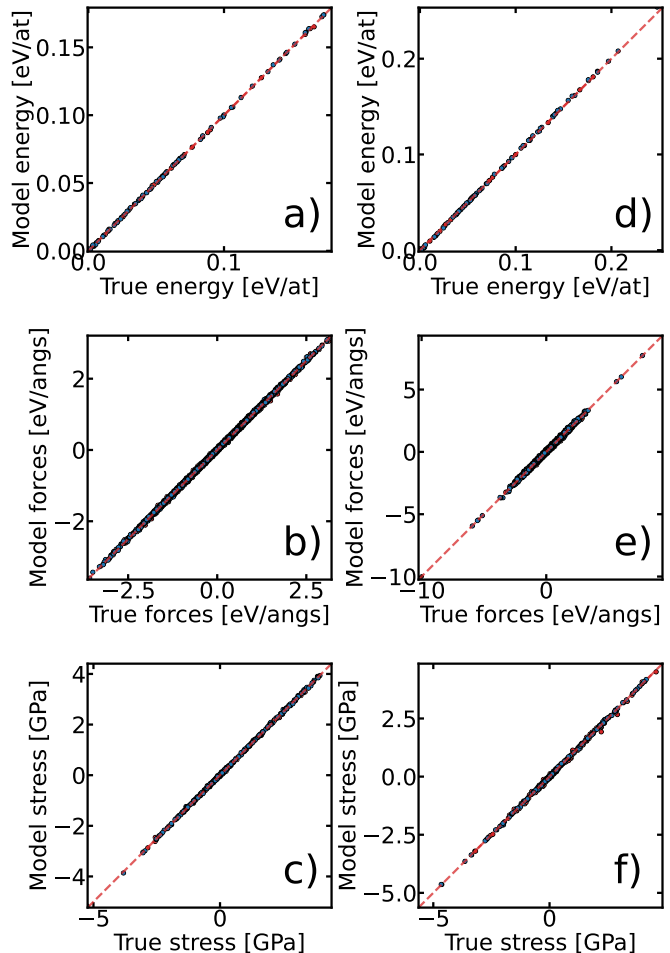 Model energy [eV/at]
0.15
0.10
0.05
0.00
a)
0.0
0.1
True energy [eV/at]
Model energy [eV/at]
0.2
0.1
0.0
d)
0.0
0.1
0.2
True energy [eV/at]
Model forces [eV/angs]
2
0
−2
b)
−2.5
0.0
2.5
True forces [eV/angs]
Model forces [eV/angs]
5
0
−5
−10
e)
−10
0
True forces [eV/angs]
Model stress [GPa]
4
2
0
−2
−4
c)
−5
0
True stress [GPa]
Model stress [GPa]
2.5
0.0
−2.5
−5.0
f)
−5
0
True stress [GPa]